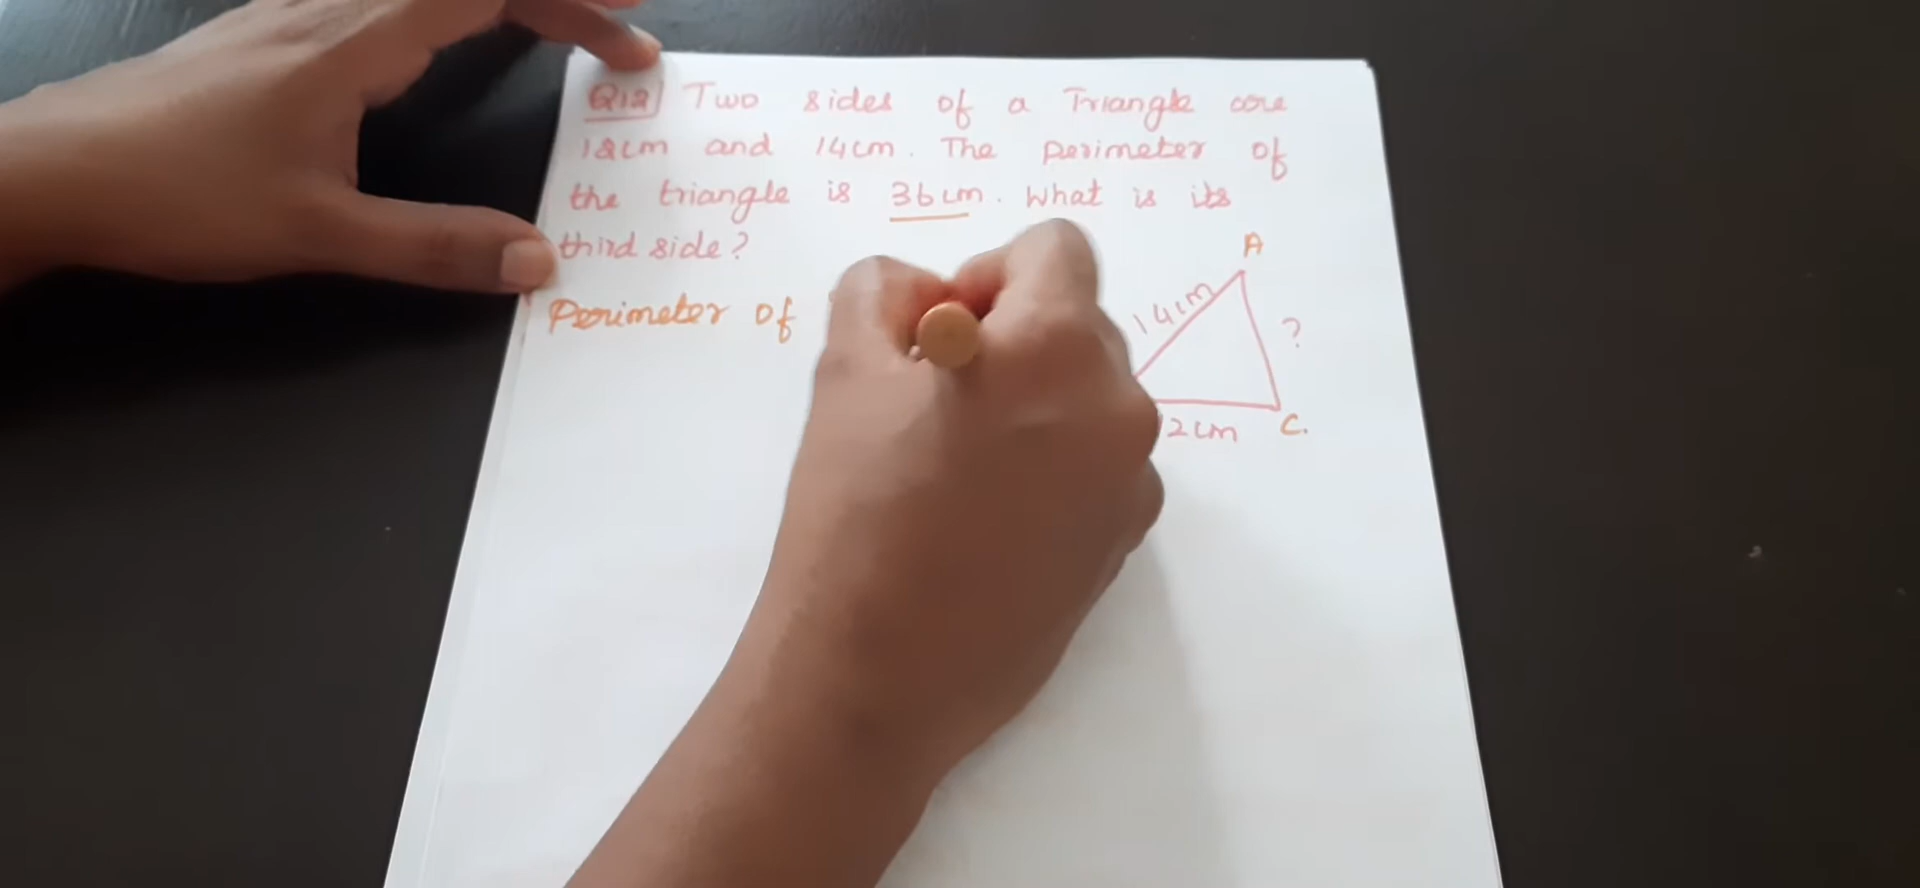 Q12) Two sides of a Triangle are
12cm and 14cm. The perimeter of
the triangle is 36cm. What is its
third side?
Perimeter of
A
14cm
?
12cm
C.